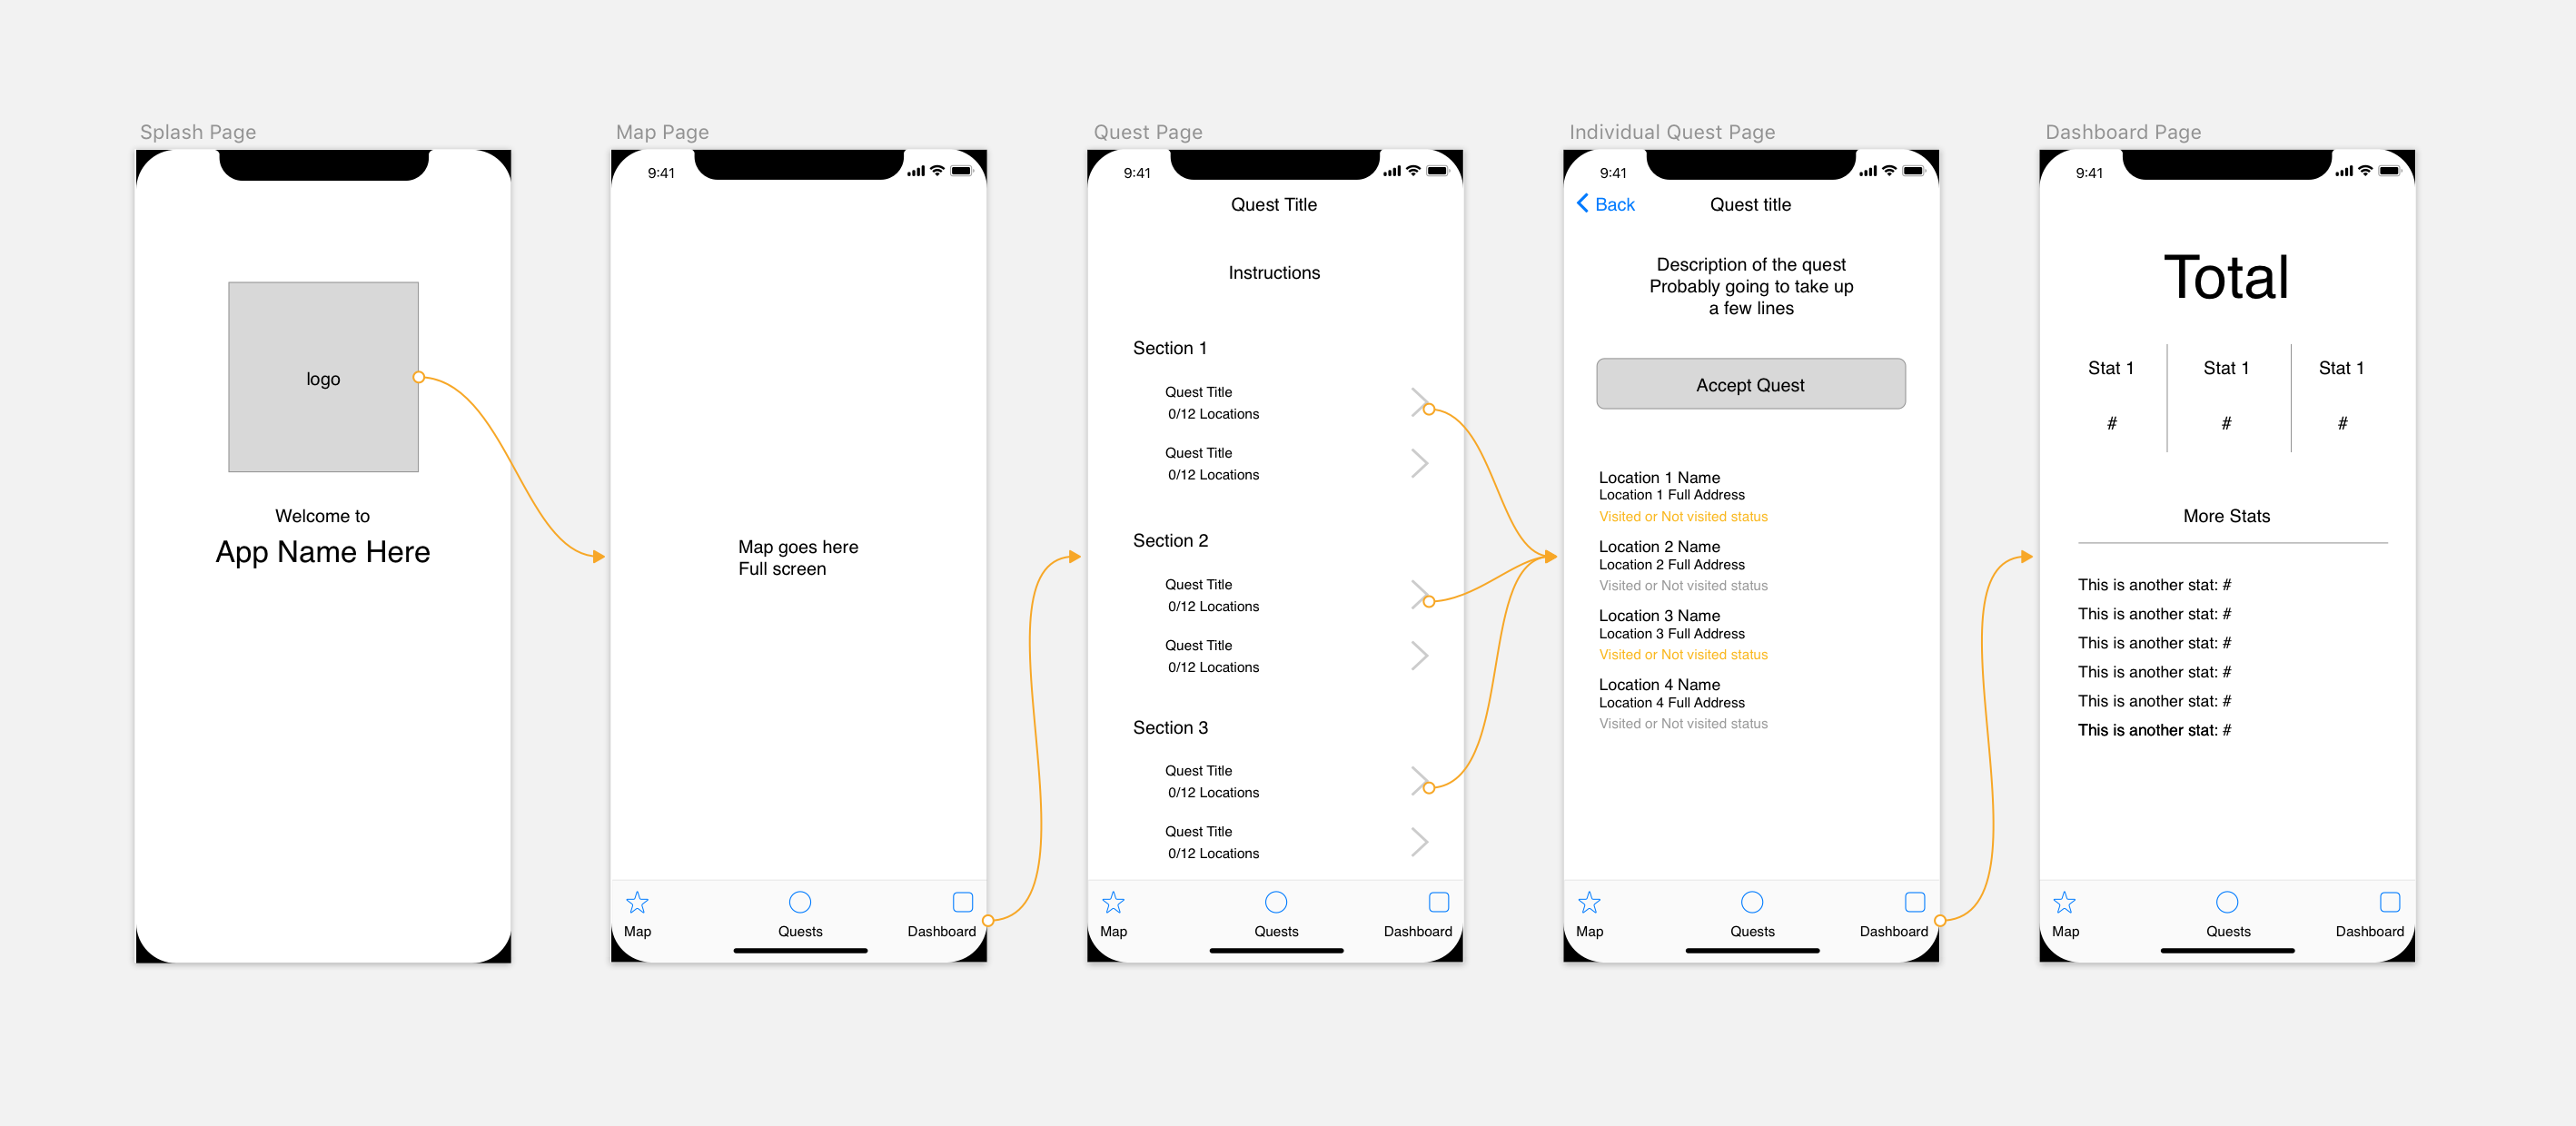 Splash Page
logo
Welcome to
App Name Here
Map Page
9:41
Map goes here
Full screen
Map
Quests
Dashboard
Quest Page
9:41
Quest Title
Instructions
Section 1
Quest Title
0/12 Locations
Quest Title
0/12 Locations
Section 2
Quest Title
0/12 Locations
Quest Title
0/12 Locations
Section 3
Quest Title
0/12 Locations
Quest Title
0/12 Locations
Map
Quests
Dashboard
Individual Quest Page
9:41
Back
Quest title
Description of the quest
Probably going to take up
a few lines
Accept Quest
Location 1 Name
Location 1 Full Address
Visited or Not visited status
Location 2 Name
Location 2 Full Address
Visited or Not visited status
Location 3 Name
Location 3 Full Address
Visited or Not visited status
Location 4 Name
Location 4 Full Address
Visited or Not visited status
Map
Quests
Dashboard
Dashboard Page
9:41
Total
Stat 1
#
Stat 1
#
Stat 1
#
More Stats
This is another stat: #
This is another stat: #
This is another stat: #
This is another stat: #
This is another stat: #
This is another stat: #
Map
Quests
Dashboard